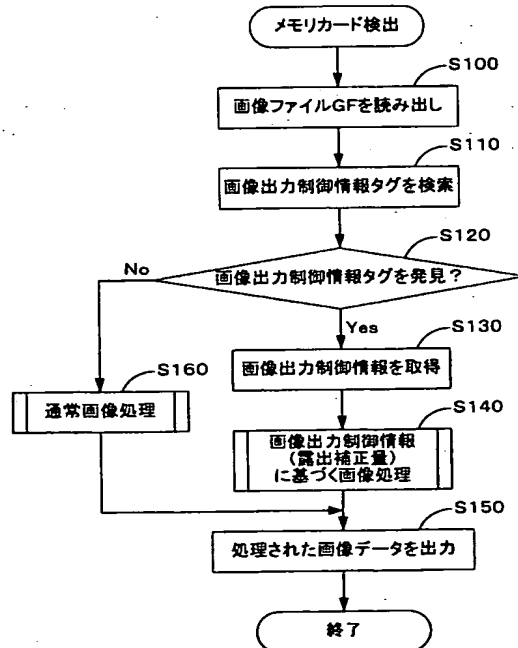 メモリカード検出
S100
画像ファイルGFを読み出し
S110
画像出力制御情報タグを検索
S120
画像出力制御情報タグを発見？
No
Yes
S130
画像出力制御情報を取得
S160
通常画像処理
S140
画像出力制御情報
(露出補正量)
に基づく画像処理
S150
処理された画像データを出力
終了